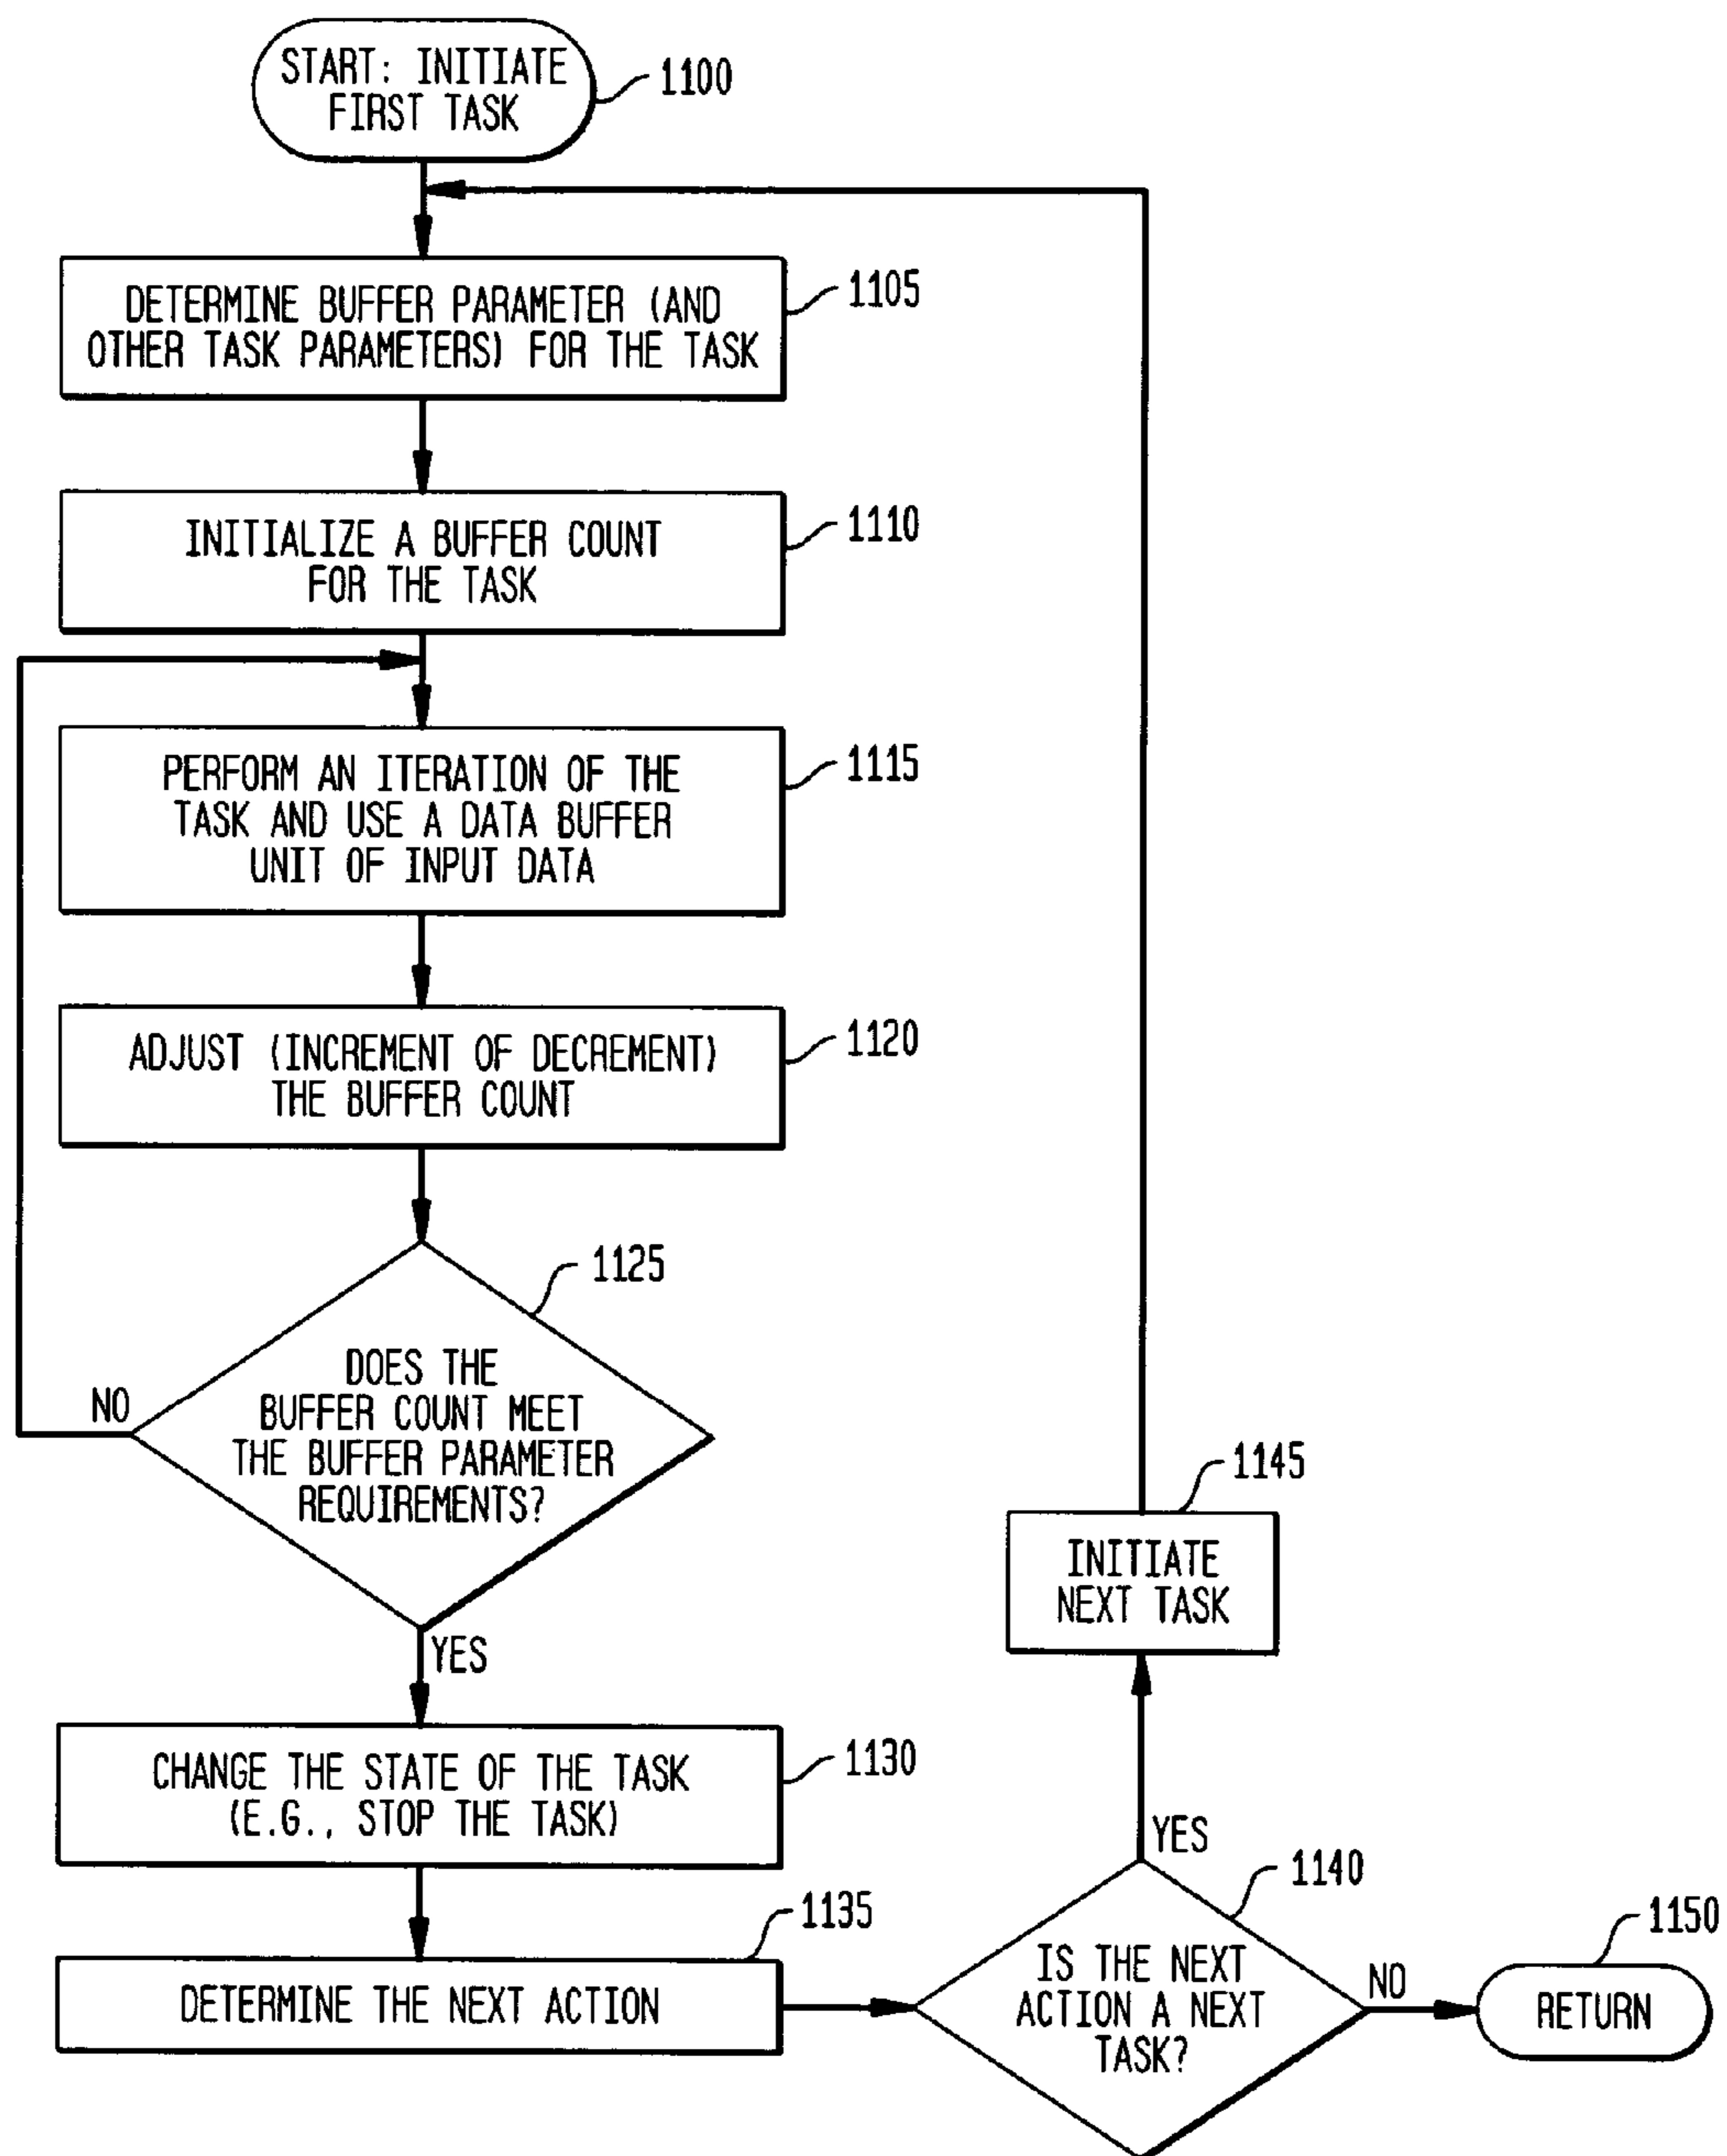 START: INITIATE
FIRST TASK
1100
DETERMINE BUFFER PARAMETER (AND
OTHER TASK PARAMETERS) FOR THE TASK
1105
INITIALIZE A BUFFER COUNT
FOR THE TASK
1110
PERFORM AN ITERATION OF THE
TASK AND USE A DATA BUFFER
UNIT OF INPUT DATA
1115
ADJUST (INCREMENT OF DECREMENT)
THE BUFFER COUNT
1120
1125
DOES THE
BUFFER COUNT MEET
THE BUFFER PARAMETER
REQUIREMENTS?
NO
YES
CHANGE THE STATE OF THE TASK
(E.G., STOP THE TASK)
1130
1135
DETERMINE THE NEXT ACTION
1140
IS THE NEXT
ACTION A NEXT
TASK?
YES
1145
INITIATE
NEXT TASK
NO
1150
RETURN